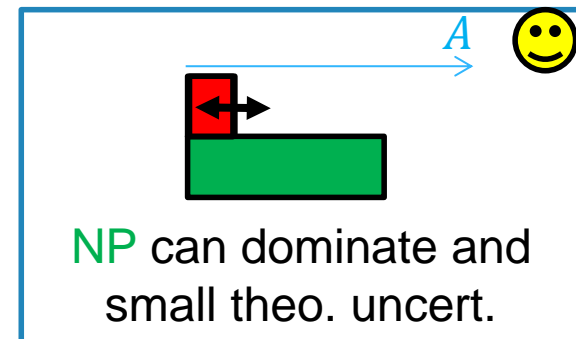 A
NP can dominate and
small theo. uncert.